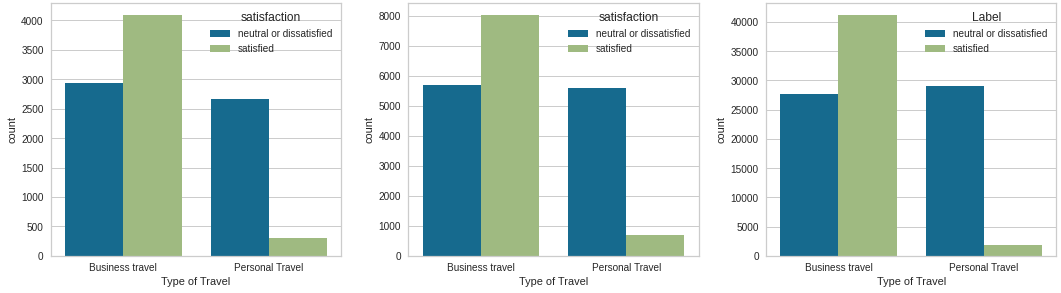 satisfaction
neutral or dissatisfied
satisfied
4000
3500
3000
2500
2000
1500
1000
500
0
count
Business travel
Personal Travel
Type of Travel
satisfaction
neutral or dissatisfied
satisfied
8000
7000
6000
5000
4000
3000
2000
1000
0
count
Business travel
Personal Travel
Type of Travel
Label
neutral or dissatisfied
satisfied
40000
35000
30000
25000
20000
15000
10000
5000
0
count
Business travel
Personal Travel
Type of Travel